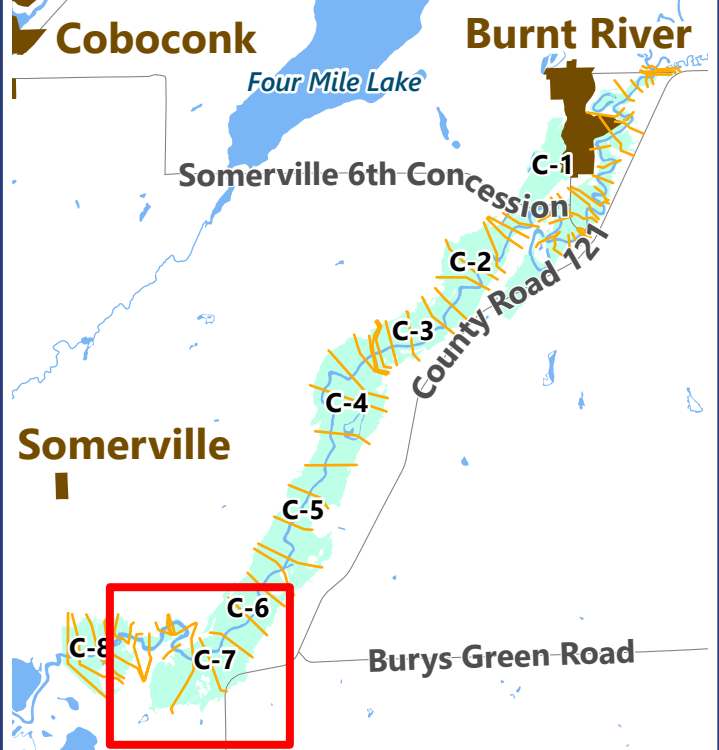 Coboconk
Burnt River
Four Mile Lake
C-1
Somerville 6th Concession
C-2
County Road 121
C-3
C-4
Somerville
C-5
C-6
C-8
C-7
Burys Green Road